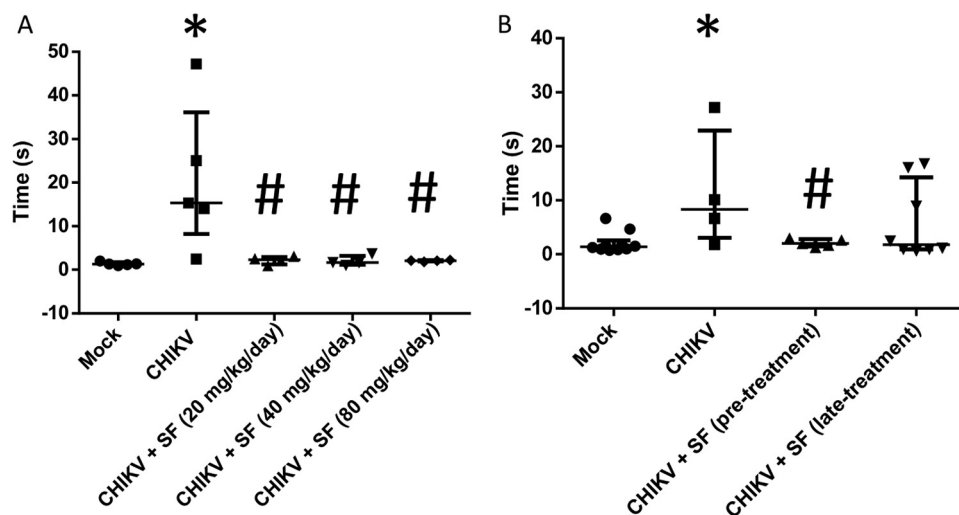 A
Time (s)
50
40
30
20
10
0
-10
*
#
#
#
Mock
CHIKV
CHIKV + SF (20 mg/kg/day)
CHIKV + SF (40 mg/kg/day)
CHIKV + SF (80 mg/kg/day)
B
Time (s)
40
30
20
10
0
-10
*
#
Mock
CHIKV
CHIKV + SF (pre-treatment)
CHIKV + SF (late-treatment)